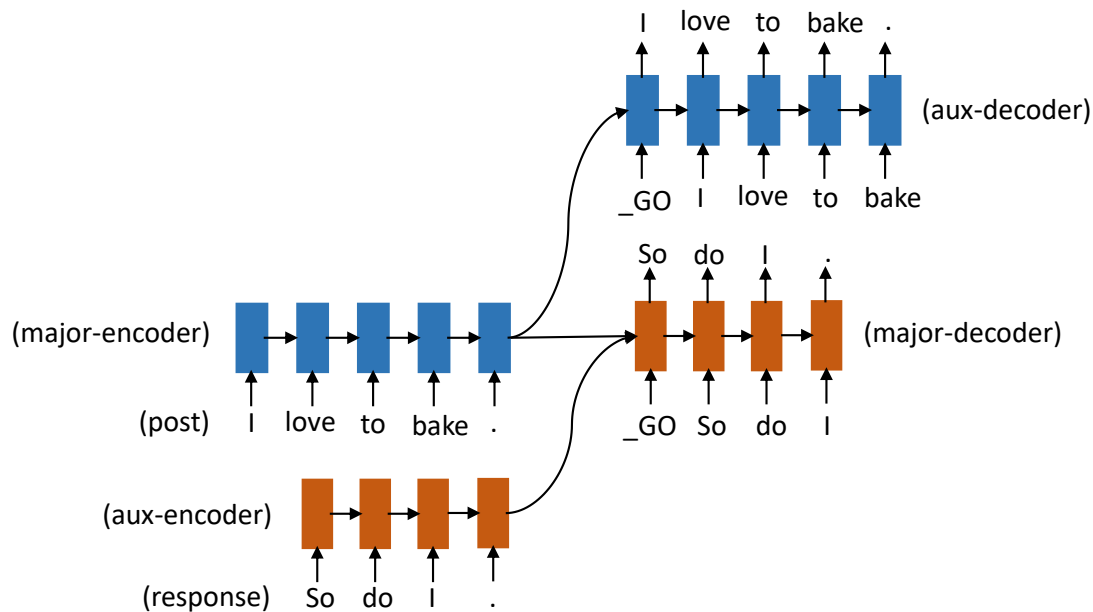 I love to bake .
(aux-decoder)
_GO I love to bake
So do I .
(major-encoder)
(major-decoder)
(post) I love to bake .
_GO So do I
(aux-encoder)
(response) So do I .